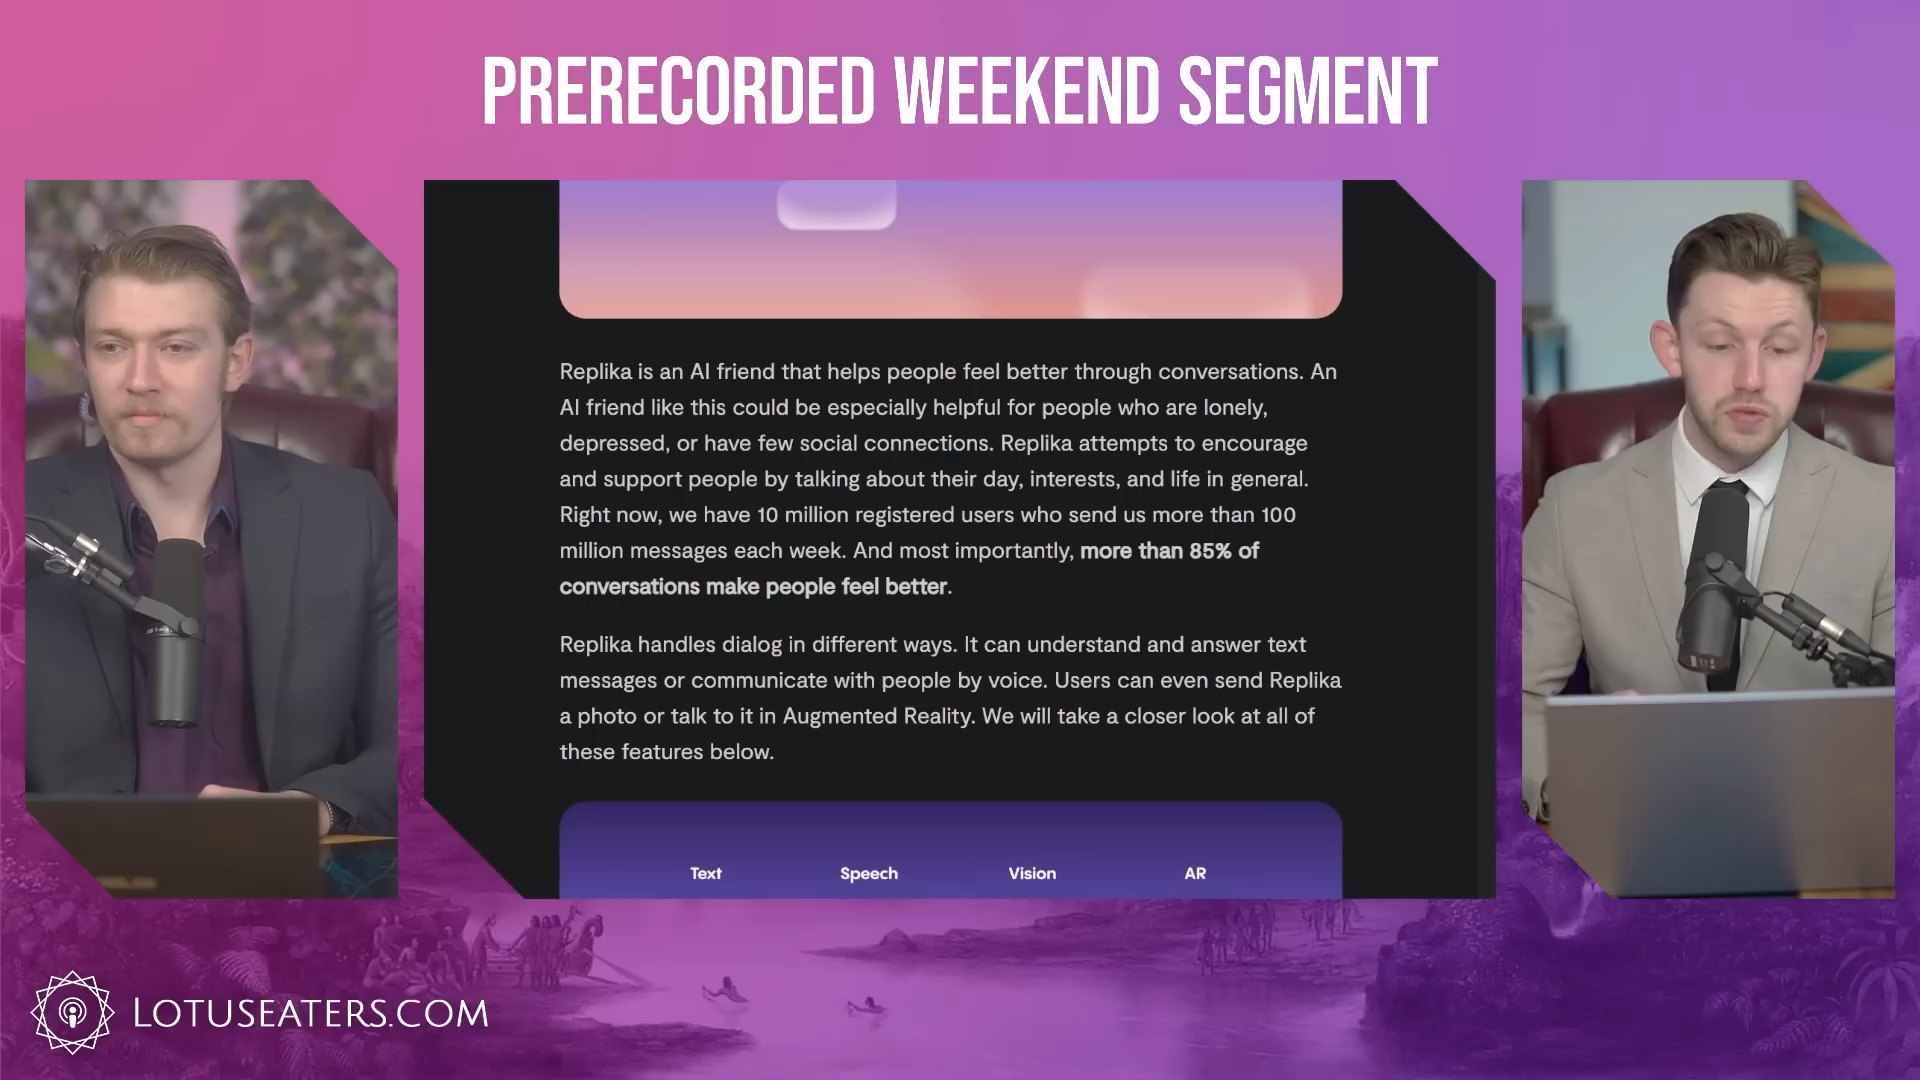 PRERECORDED WEEKEND SEGMENT
Replika is an AI friend that helps people feel better through conversations. An
AI friend like this could be especially helpful for people who are lonely,
depressed, or have few social connections. Replika attempts to encourage
and support people by talking about their day, interests, and life in general.
Right now, we have 10 million registered users who send us more than 100
million messages each week. And most importantly, more than 85% of
conversations make people feel better.
Replika handles dialog in different ways. It can understand and answer text
messages or communicate with people by voice. Users can even send Replika
a photo or talk to it in Augmented Reality. We will take a closer look at all of
these features below.
Text Speech Vision AR
LOTUSEATERS.COM